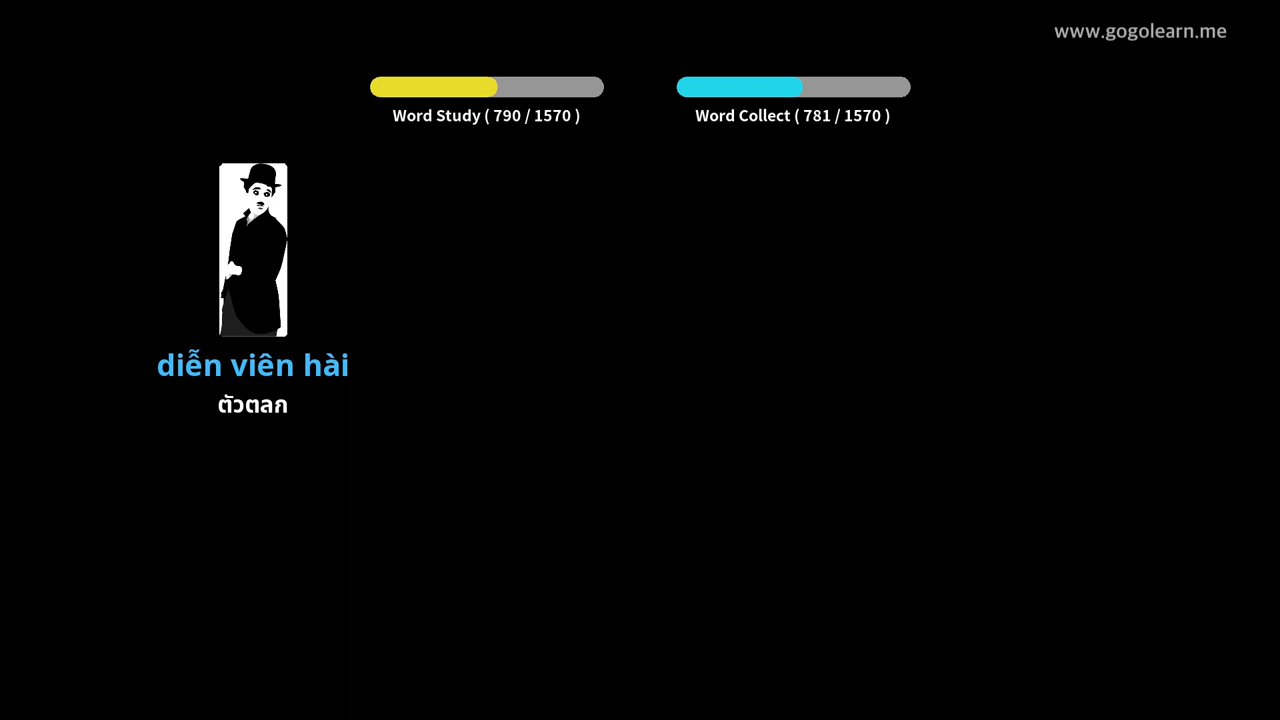 www.gogolearn.me
Word Study ( 790 / 1570 )
Word Collect ( 781 / 1570 )
diễn viên hài
ตัวตลก